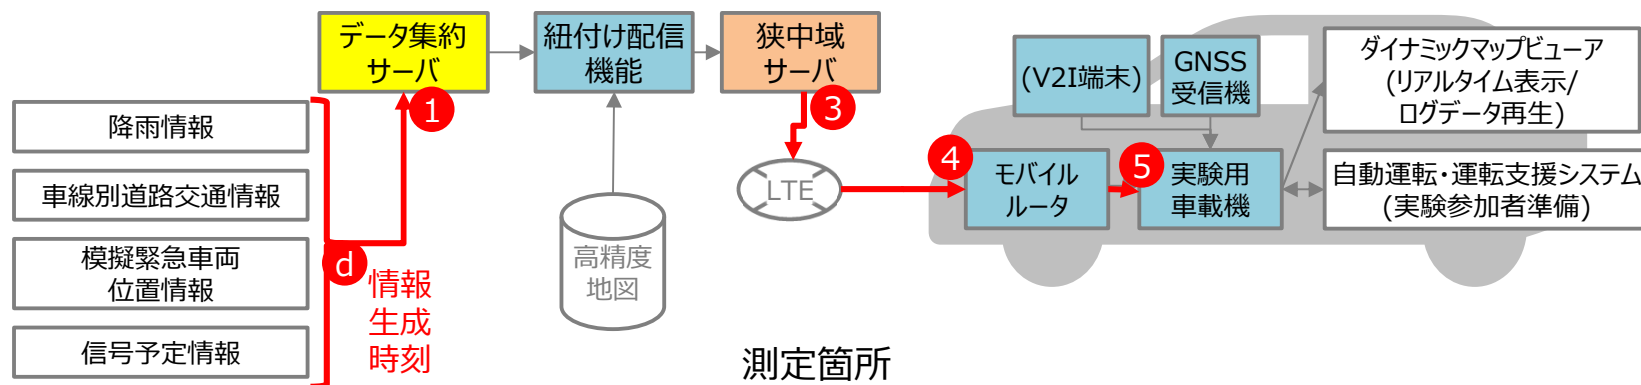 データ集約
サーバ
紐付け配信
機能
狭中域
サーバ
1
3
降雨情報
車線別道路交通情報
模擬緊急車両
位置情報
信号予定情報
d
情報
生成
時刻
高精度
地図
LTE
(V2I端末)
GNSS
受信機
4
モバイル
ルータ
5
実験用
車載機
ダイナミックマップビューア
(リアルタイム表示/
ログデータ再生)
自動運転・運転支援システム
(実験参加者準備)
測定箇所